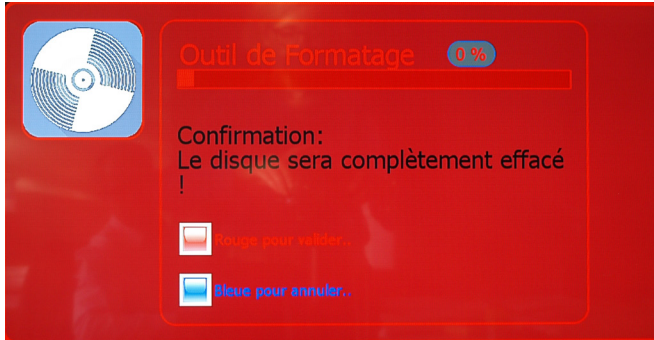 Outil de Formatage 0 %
Confirmation:
Le disque sera complètement effacé
!
Rouge pour valider..
Bleue pour annuler..